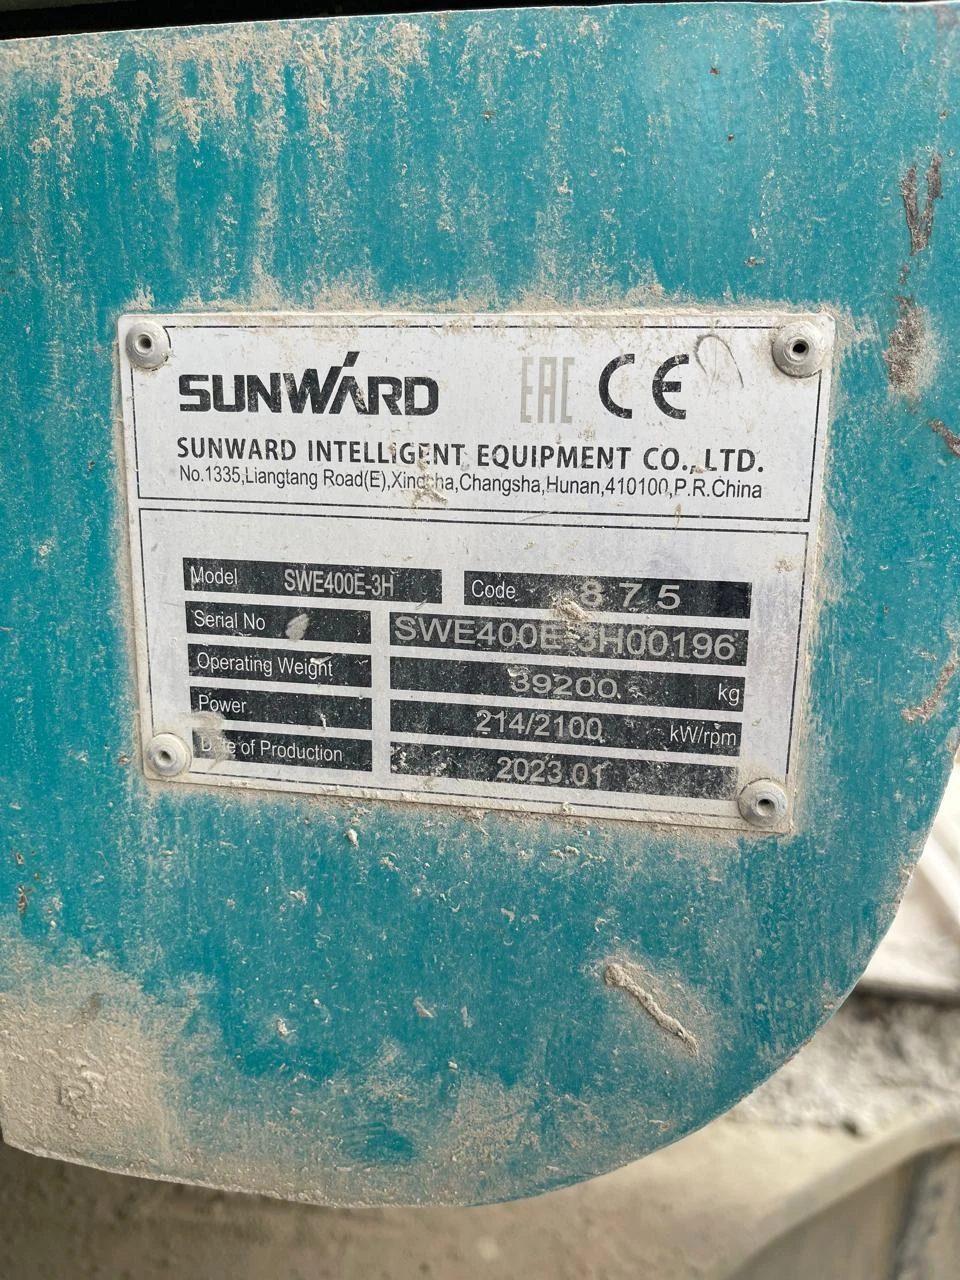 SUNWARD EAC CE
SUNWARD INTELLIGENT EQUIPMENT CO., LTD.
No.1335,Liangtang Road(E),Xingsha,Changsha,Hunan,410100,P.R.China
Model SWE400E-3H Code 875
Serial No SWE400E-3H00196
Operating Weight 39200 kg
Power 214/2100 kW/rpm
Date of Production 2023.01